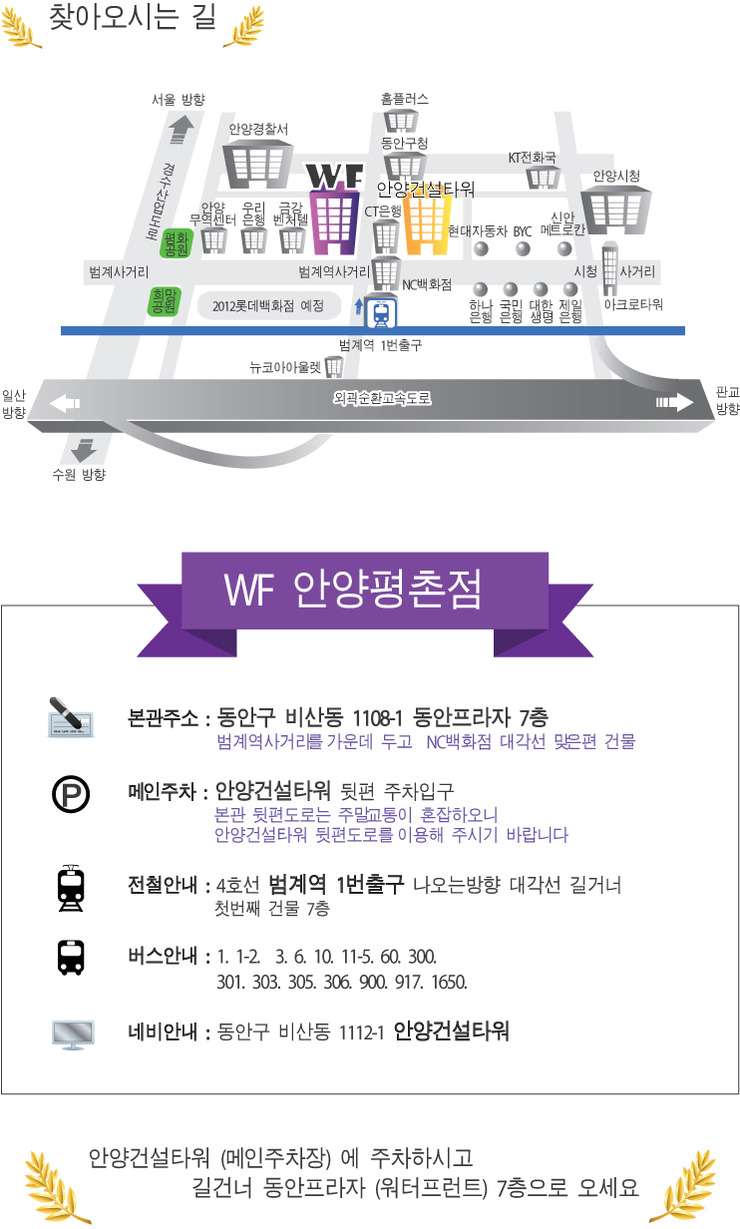 찾아오시는 길
서울 방향
홈플러스
안양경찰서
동안구청
KT전화국
경수산업도로
WF
안양건설타워
안양시청
안양
무역센터
우리
은행
금강
벤처텔
CT은행
신안
메트로칸
현대자동차
BYC
평화
공원
범계사거리
범계역사거리
NC백화점
시청
사거리
희망
공원
2012롯데백화점 예정
하나
은행
국민
은행
대한
생명
제일
은행
아크로타워
범계역 1번출구
뉴코아아울렛
일산
방향
외곽순환고속도로
판교
방향
수원 방향
WF 안양평촌점
본관주소 : 동안구 비산동 1108-1 동안프라자 7층
범계역사거리를 가운데 두고 NC백화점 대각선 맞은편 건물
P
메인주차 : 안양건설타워 뒷편 주차입구
본관 뒷편도로는 주말교통이 혼잡하오니
안양건설타워 뒷편도로를 이용해 주시기 바랍니다
전철안내 : 4호선 범계역 1번출구 나오는방향 대각선 길거너
첫번째 건물 7층
버스안내 : 1. 1-2. 3. 6. 10. 11-5. 60. 300.
301. 303. 305. 306. 900. 917. 1650.
네비안내 : 동안구 비산동 1112-1 안양건설타워
안양건설타워 (메인주차장) 에 주차하시고
길건너 동안프라자 (워터프런트) 7층으로 오세요